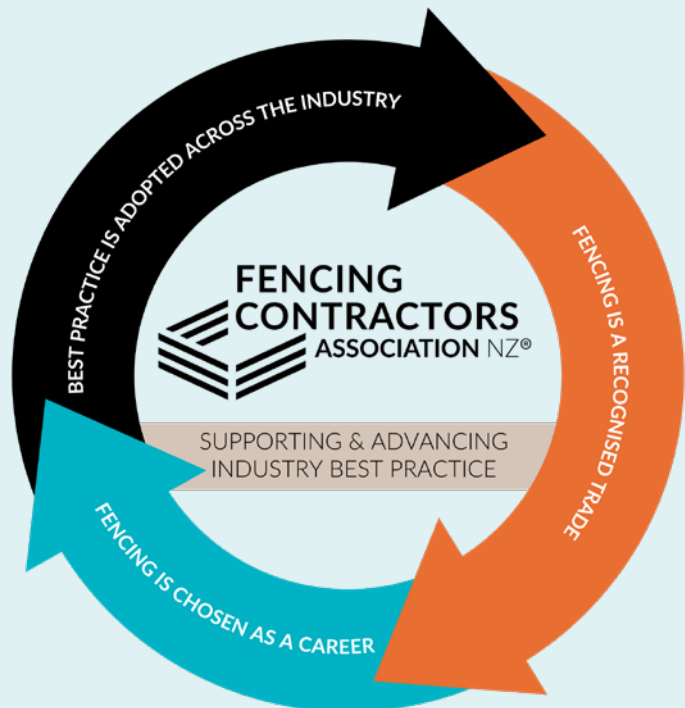 BEST PRACTICE IS ADOPTED ACROSS THE INDUSTRY
FENCING IS A RECOGNISED TRADE
FENCING IS CHOSEN AS A CAREER
FENCING
CONTRACTORS
ASSOCIATION NZ®
SUPPORTING & ADVANCING
INDUSTRY BEST PRACTICE